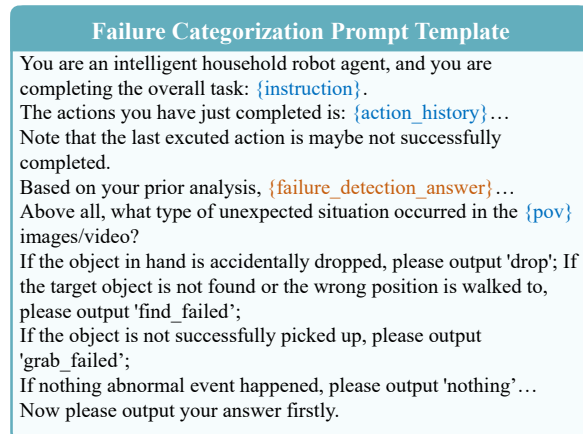 Failure Categorization Prompt Template
You are an intelligent household robot agent, and you are
completing the overall task: {instruction}.
The actions you have just completed is: {action_history}…
Note that the last excuted action is maybe not successfully
completed.
Based on your prior analysis, {failure_detection_answer}…
Above all, what type of unexpected situation occurred in the {pov}
images/video?
If the object in hand is accidentally dropped, please output 'drop'; If
the target object is not found or the wrong position is walked to,
please output 'find_failed’;
If the object is not successfully picked up, please output
'grab_failed’;
If nothing abnormal event happened, please output 'nothing’…
Now please output your answer firstly.